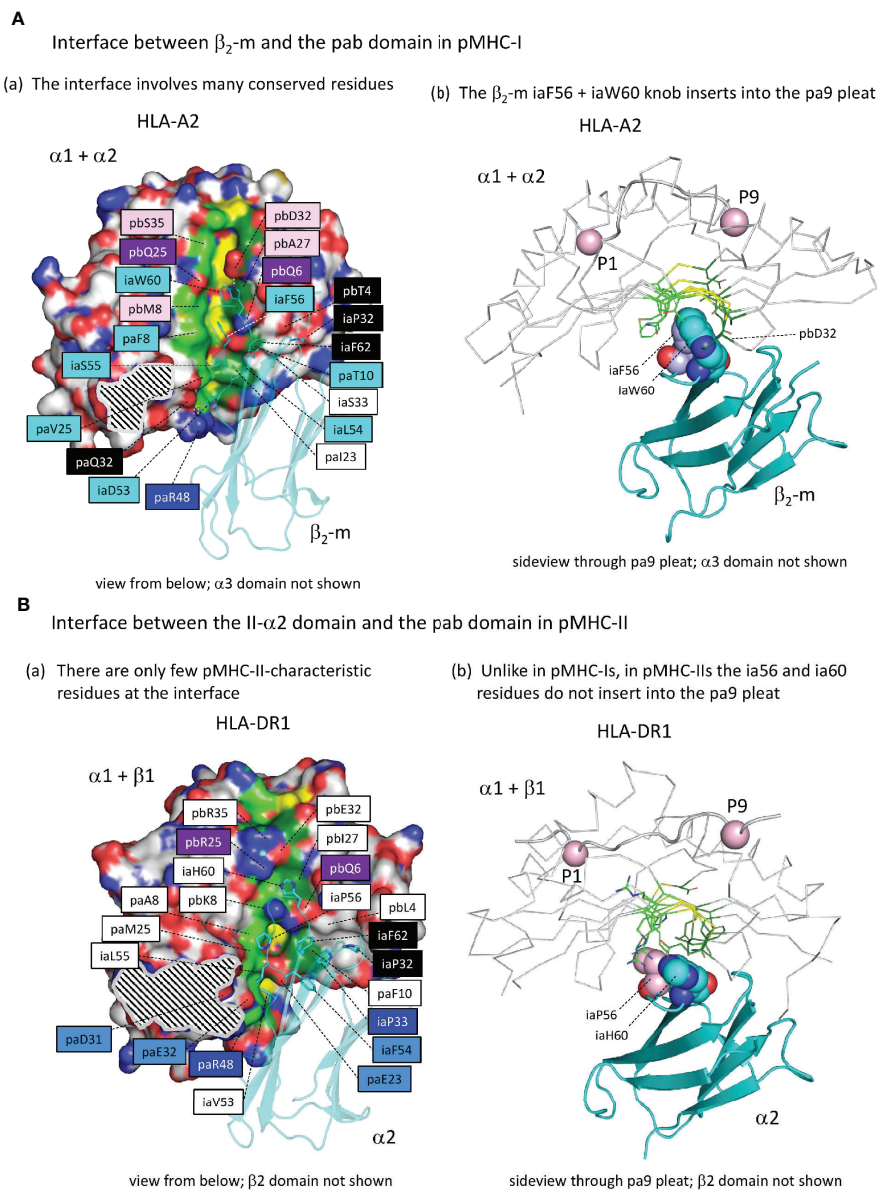 A
Interface between β2-m and the pab domain in pMHC-I
(a) The interface involves many conserved residues
HLA-A2
α1 + α2
pbS35
pbD32
pbQ25
pbA27
iaW60
pbQ6
pbM8
iaF56
pbT4
paF8
iaP32
iaS55
iaF62
paT10
iaS33
paV25
iaL54
paQ32
paI23
iaD53
paR48
β2-m
view from below; α3 domain not shown
(b) The β2-m iaF56 + iaW60 knob inserts into the pa9 pleat
HLA-A2
α1 + α2
P9
P1
pbD32
iaF56
iaW60
β2-m
sideview through pa9 pleat; α3 domain not shown
B
Interface between the II-α2 domain and the pab domain in pMHC-II
(a) There are only few pMHC-II-characteristic
residues at the interface
HLA-DR1
α1 + β1
pbR35
pbE32
pbR25
pbI27
iaH60
pbQ6
paA8
pbK8
iaP56
pbL4
paM25
iaF62
iaL55
iaP32
paF10
paD31
iaP33
paE32
iaF54
paR48
paE23
iaV53
α2
view from below; β2 domain not shown
(b) Unlike in pMHC-Is, in pMHC-IIs the ia56 and ia60
residues do not insert into the pa9 pleat
HLA-DR1
α1 + β1
P9
P1
iaP56
iaH60
α2
sideview through pa9 pleat; β2 domain not shown